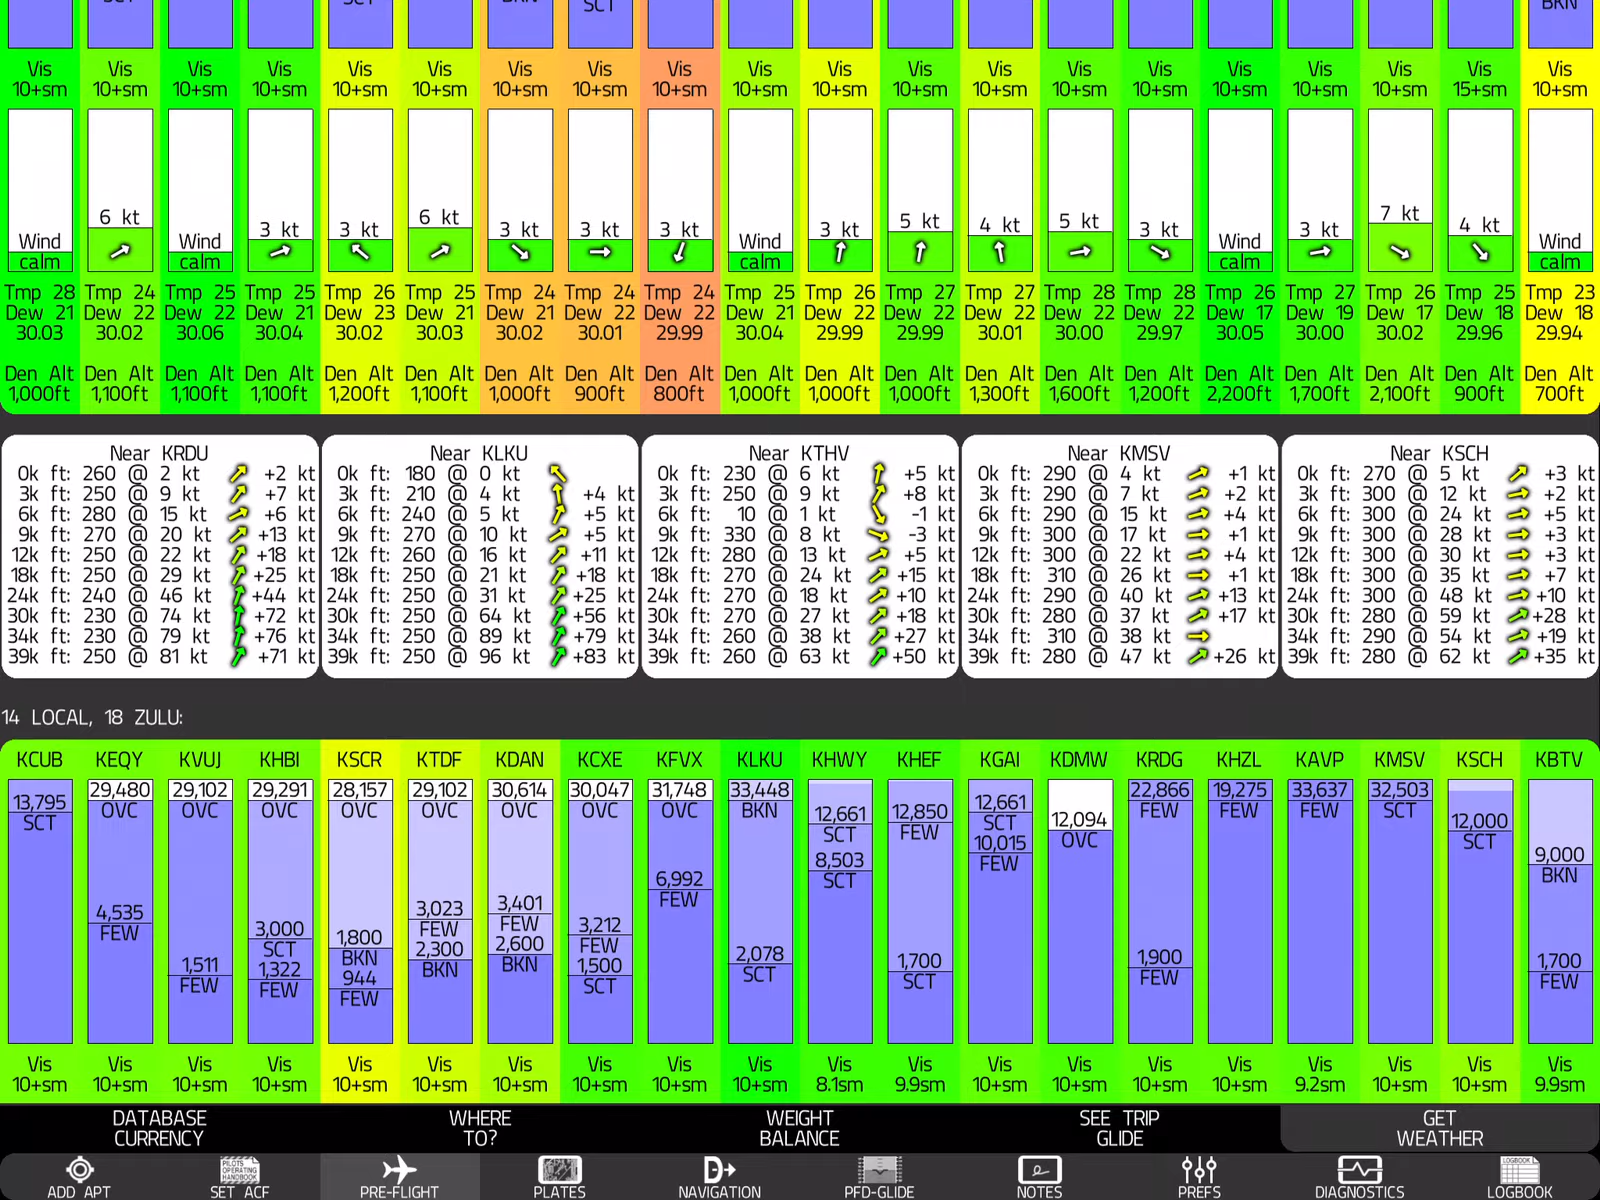 SCT SCT BKN SCT BKN
Vis Vis Vis Vis Vis Vis Vis Vis Vis Vis Vis Vis Vis Vis Vis Vis Vis Vis Vis Vis
10+sm 10+sm 10+sm 10+sm 10+sm 10+sm 10+sm 10+sm 10+sm 10+sm 10+sm 10+sm 10+sm 10+sm 10+sm 10+sm 10+sm 10+sm 15+sm 10+sm
Wind 6 kt Wind 3 kt 3 kt 6 kt 3 kt 3 kt 3 kt Wind 3 kt 5 kt 4 kt 5 kt 3 kt Wind 3 kt 7 kt 4 kt Wind
calm calm calm calm calm
Tmp 28 Tmp 24 Tmp 25 Tmp 25 Tmp 26 Tmp 25 Tmp 24 Tmp 24 Tmp 24 Tmp 25 Tmp 26 Tmp 27 Tmp 27 Tmp 28 Tmp 28 Tmp 26 Tmp 27 Tmp 26 Tmp 25 Tmp 23
Dew 21 Dew 22 Dew 22 Dew 21 Dew 23 Dew 21 Dew 21 Dew 22 Dew 22 Dew 21 Dew 22 Dew 22 Dew 22 Dew 22 Dew 22 Dew 17 Dew 19 Dew 17 Dew 18 Dew 18
30.03 30.02 30.06 30.04 30.02 30.03 30.02 30.01 29.99 30.04 29.99 29.99 30.01 30.00 29.97 30.05 30.00 30.02 29.96 29.94
Den Alt Den Alt Den Alt Den Alt Den Alt Den Alt Den Alt Den Alt Den Alt Den Alt Den Alt Den Alt Den Alt Den Alt Den Alt Den Alt Den Alt Den Alt Den Alt Den Alt
1,000ft 1,100ft 1,100ft 1,100ft 1,200ft 1,100ft 1,000ft 900ft 800ft 1,000ft 1,000ft 1,000ft 1,300ft 1,600ft 1,200ft 2,200ft 1,700ft 2,100ft 900ft 700ft
Near KRDU
0k ft: 260 @ 2 kt +2 kt
3k ft: 250 @ 9 kt +7 kt
6k ft: 280 @ 15 kt +6 kt
9k ft: 270 @ 20 kt +13 kt
12k ft: 250 @ 22 kt +18 kt
18k ft: 250 @ 29 kt +25 kt
24k ft: 240 @ 46 kt +44 kt
30k ft: 230 @ 74 kt +72 kt
34k ft: 230 @ 79 kt +76 kt
39k ft: 250 @ 81 kt +71 kt
Near KLKU
0k ft: 180 @ 0 kt
3k ft: 210 @ 4 kt +4 kt
6k ft: 240 @ 5 kt +5 kt
9k ft: 270 @ 10 kt +5 kt
12k ft: 260 @ 16 kt +11 kt
18k ft: 250 @ 21 kt +18 kt
24k ft: 250 @ 31 kt +25 kt
30k ft: 250 @ 64 kt +56 kt
34k ft: 250 @ 89 kt +79 kt
39k ft: 250 @ 96 kt +83 kt
Near KTHV
0k ft: 230 @ 6 kt +5 kt
3k ft: 250 @ 9 kt +8 kt
6k ft: 10 @ 1 kt -1 kt
9k ft: 330 @ 8 kt -3 kt
12k ft: 280 @ 13 kt +5 kt
18k ft: 270 @ 24 kt +15 kt
24k ft: 270 @ 18 kt +10 kt
30k ft: 270 @ 27 kt +18 kt
34k ft: 260 @ 38 kt +27 kt
39k ft: 260 @ 63 kt +50 kt
Near KMSV
0k ft: 290 @ 4 kt +1 kt
3k ft: 290 @ 7 kt +2 kt
6k ft: 290 @ 15 kt +4 kt
9k ft: 300 @ 17 kt +1 kt
12k ft: 300 @ 22 kt +4 kt
18k ft: 310 @ 26 kt +1 kt
24k ft: 290 @ 40 kt +13 kt
30k ft: 280 @ 37 kt +17 kt
34k ft: 310 @ 38 kt
39k ft: 280 @ 47 kt +26 kt
Near KSCH
0k ft: 270 @ 5 kt +3 kt
3k ft: 300 @ 12 kt +2 kt
6k ft: 300 @ 24 kt +5 kt
9k ft: 300 @ 28 kt +3 kt
12k ft: 300 @ 30 kt +3 kt
18k ft: 300 @ 35 kt +7 kt
24k ft: 300 @ 48 kt +10 kt
30k ft: 280 @ 59 kt +28 kt
34k ft: 290 @ 54 kt +19 kt
39k ft: 280 @ 62 kt +35 kt
14 LOCAL, 18 ZULU:
KCUB KEQY KVUJ KHBI KSCR KTDF KDAN KCXE KFVX KLKU KHWY KHEF KGAI KDMW KRDG KHZL KAVP KMSV KSCH KBTV
13,795
SCT
29,480
OVC
4,535
FEW
29,102
OVC
1,511
FEW
29,291
OVC
3,000
SCT
1,322
FEW
28,157
OVC
1,800
BKN
944
FEW
29,102
OVC
3,023
FEW
2,300
BKN
30,614
OVC
3,401
FEW
2,600
BKN
30,047
OVC
3,212
FEW
1,500
SCT
31,748
OVC
6,992
FEW
33,448
BKN
2,078
SCT
12,661
SCT
8,503
SCT
12,850
FEW
1,700
SCT
12,661
SCT
10,015
FEW
12,094
OVC
22,866
FEW
1,900
FEW
19,275
FEW
33,637
FEW
32,503
SCT
12,000
SCT
9,000
BKN
1,700
FEW
Vis Vis Vis Vis Vis Vis Vis Vis Vis Vis Vis Vis Vis Vis Vis Vis Vis Vis Vis Vis
10+sm 10+sm 10+sm 10+sm 10+sm 10+sm 10+sm 10+sm 10+sm 10+sm 8.1sm 9.9sm 10+sm 10+sm 10+sm 10+sm 9.2sm 10+sm 10+sm 9.9sm
DATABASE
CURRENCY
WHERE
TO?
WEIGHT
BALANCE
SEE TRIP
GLIDE
GET
WEATHER
PILOTS
OPERATING
HANDBOOK
LOGBOOK
ADD APT SET ACF PRE-FLIGHT PLATES NAVIGATION PFD-GLIDE NOTES PREFS DIAGNOSTICS LOGBOOK